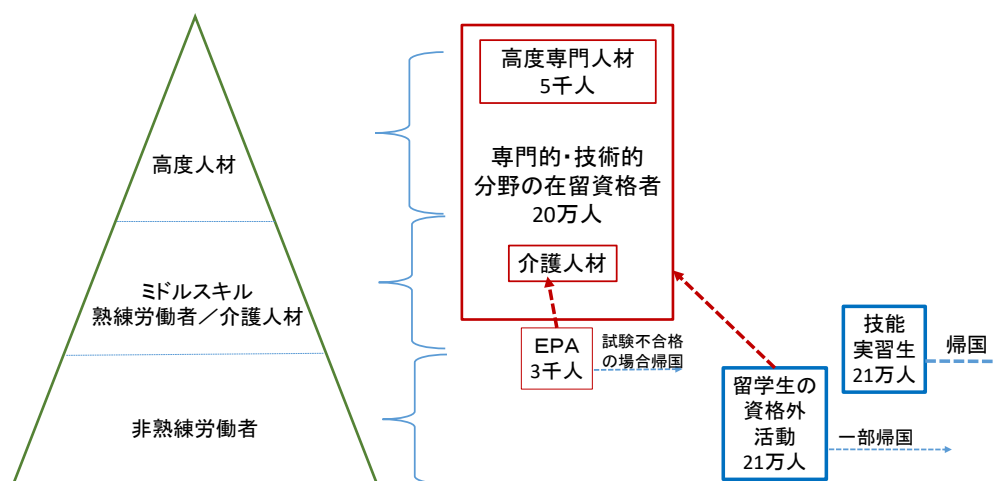 高度人材
ミドルスキル
熟練労働者／介護人材
非熟練労働者
高度専門人材
5千人
専門的・技術的
分野の在留資格者
20万人
介護人材
ＥＰＡ
3千人
試験不合格
の場合帰国
留学生の
資格外
活動
21万人
一部帰国
技能
実習生
21万人
帰国